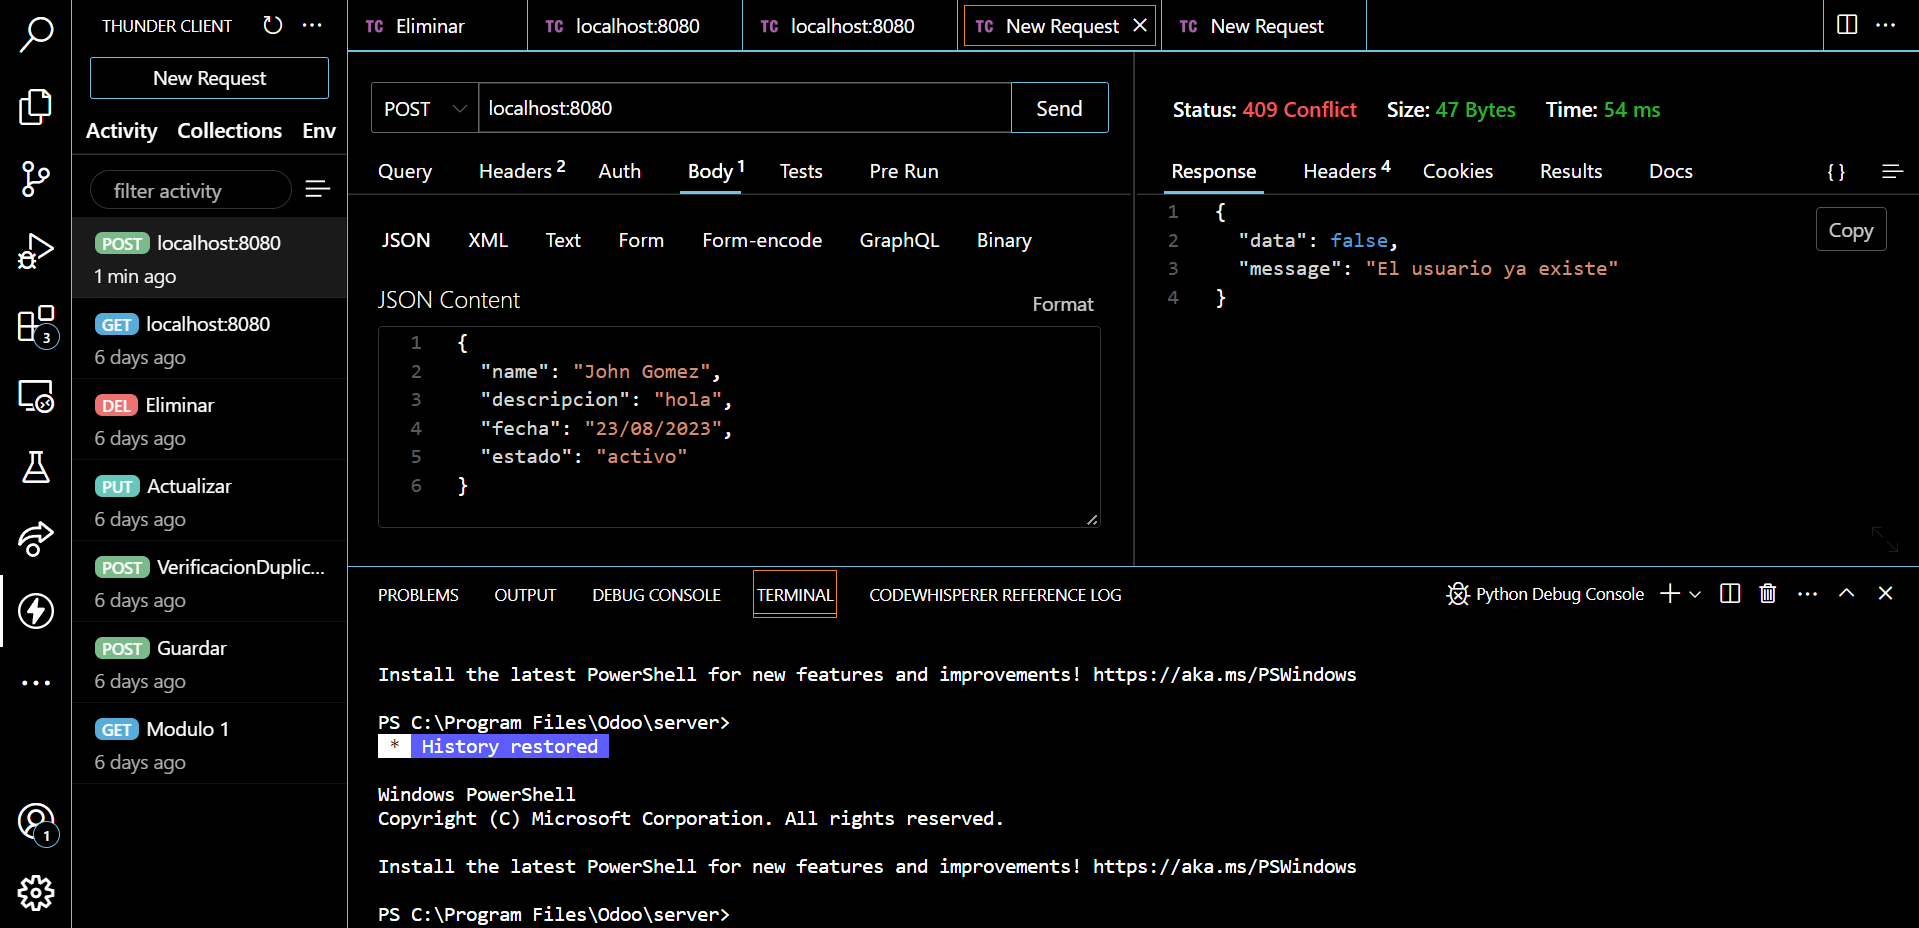 THUNDER CLIENT
New Request
Activity Collections Env
filter activity
POST localhost:8080
1 min ago
GET localhost:8080
6 days ago
DEL Eliminar
6 days ago
PUT Actualizar
6 days ago
POST VerificacionDuplic...
6 days ago
POST Guardar
6 days ago
GET Modulo 1
6 days ago
3
1
TC Eliminar
TC localhost:8080
TC localhost:8080
TC New Request
TC New Request
POST localhost:8080 Send
Query Headers 2 Auth Body 1 Tests Pre Run
JSON XML Text Form Form-encode GraphQL Binary
JSON Content Format
1 {
2 "name": "John Gomez",
3 "descripcion": "hola",
4 "fecha": "23/08/2023",
5 "estado": "activo"
6 }
Status: 409 Conflict Size: 47 Bytes Time: 54 ms
Response Headers 4 Cookies Results Docs { }
Copy
1 {
2 "data": false,
3 "message": "El usuario ya existe"
4 }
PROBLEMS OUTPUT DEBUG CONSOLE TERMINAL CODEWHISPERER REFERENCE LOG
Python Debug Console
Install the latest PowerShell for new features and improvements! https://aka.ms/PSWindows
PS C:\Program Files\Odoo\server>
* History restored
Windows PowerShell
Copyright (C) Microsoft Corporation. All rights reserved.
Install the latest PowerShell for new features and improvements! https://aka.ms/PSWindows
PS C:\Program Files\Odoo\server>